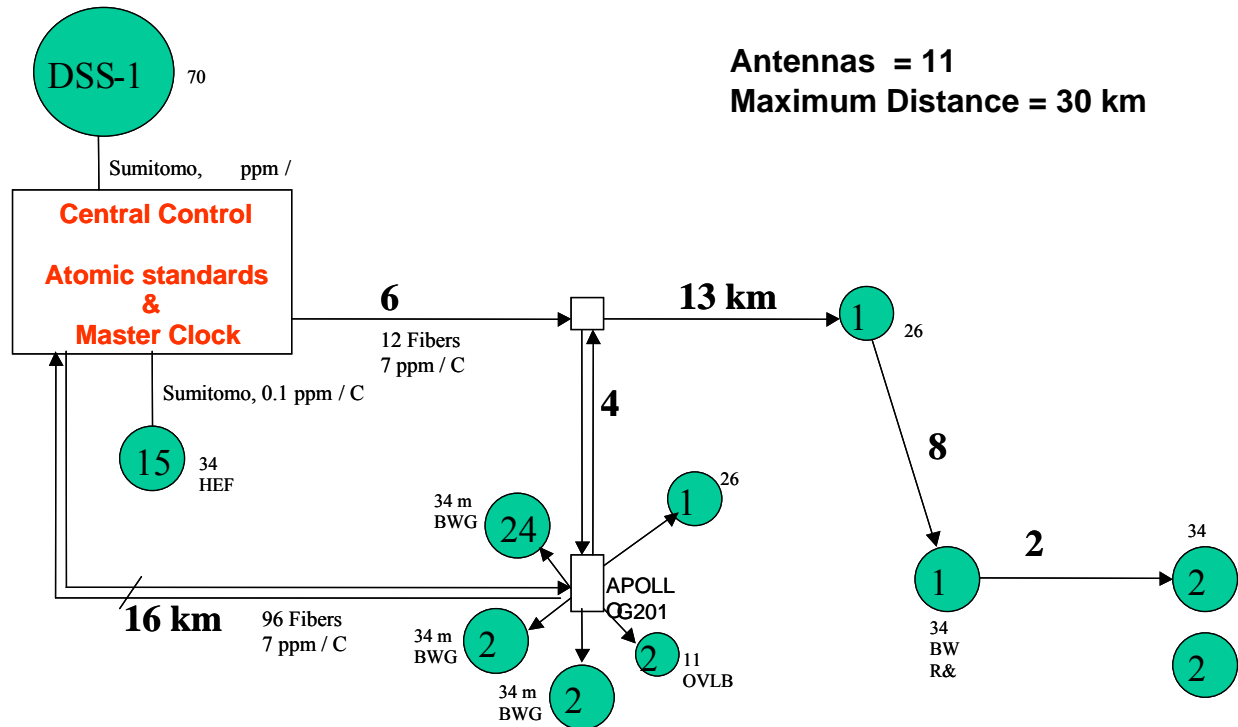 DSS-1
70
Antennas = 11
Maximum Distance = 30 km
Sumitomo, ppm /
Central Control
Atomic standards
&
Master Clock
6
12 Fibers
7 ppm / C
13 km
1
26
Sumitomo, 0.1 ppm / C
15
34
HEF
4
8
34 m
BWG
24
1
26
2
34
2
1
34
BW
R&
2
APOLL
OG201
16 km
96 Fibers
7 ppm / C
34 m
BWG
2
34 m
BWG
2
2
11
OVLB